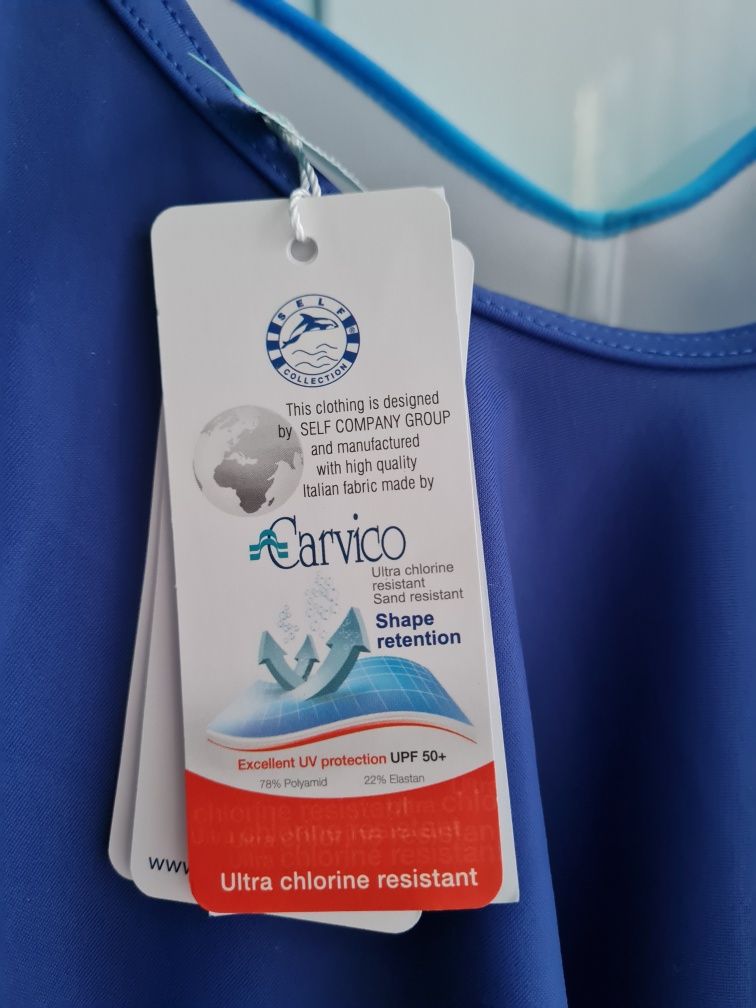 SELF
COLLECTION
This clothing is designed
by SELF COMPANY GROUP
and manufactured
with high quality
Italian fabric made by
Carvico
Ultra chlorine
resistant
Sand resistant
Shape
retention
Excellent UV protection UPF 50+
78% Polyamid 22% Elastan
Ultra chlorine resistant